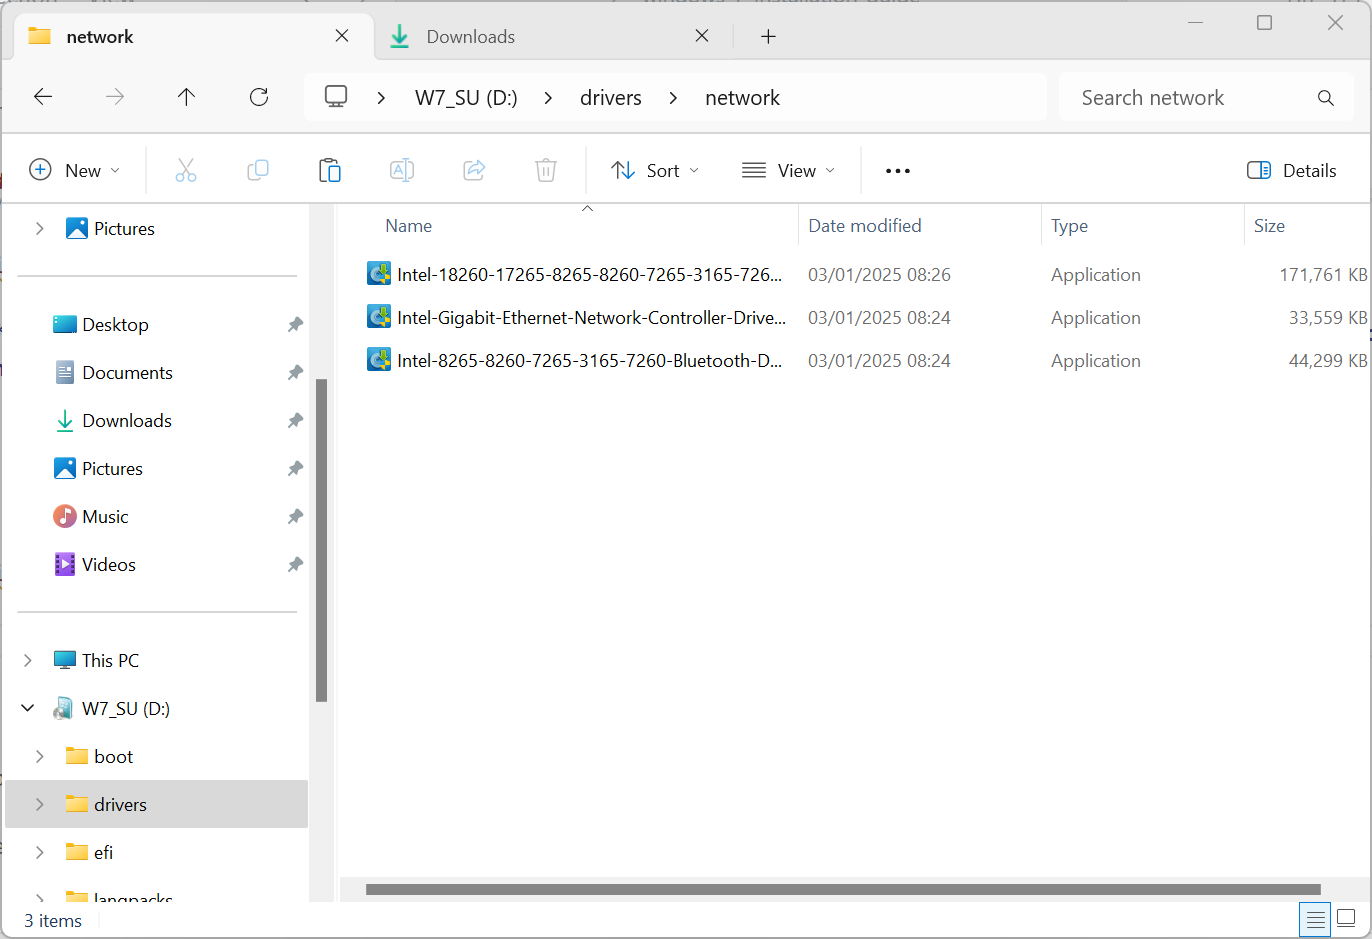 network
Downloads
W7_SU (D:) drivers network
Search network
New
Sort
View
Details
Name Date modified Type Size
Intel-18260-17265-8265-8260-7265-3165-726... 03/01/2025 08:26 Application 171,761 KB
Intel-Gigabit-Ethernet-Network-Controller-Drive... 03/01/2025 08:24 Application 33,559 KB
Intel-8265-8260-7265-3165-7260-Bluetooth-D... 03/01/2025 08:24 Application 44,299 KB
Pictures
Desktop
Documents
Downloads
Pictures
Music
Videos
This PC
W7_SU (D:)
boot
drivers
efi
langpacks
3 items